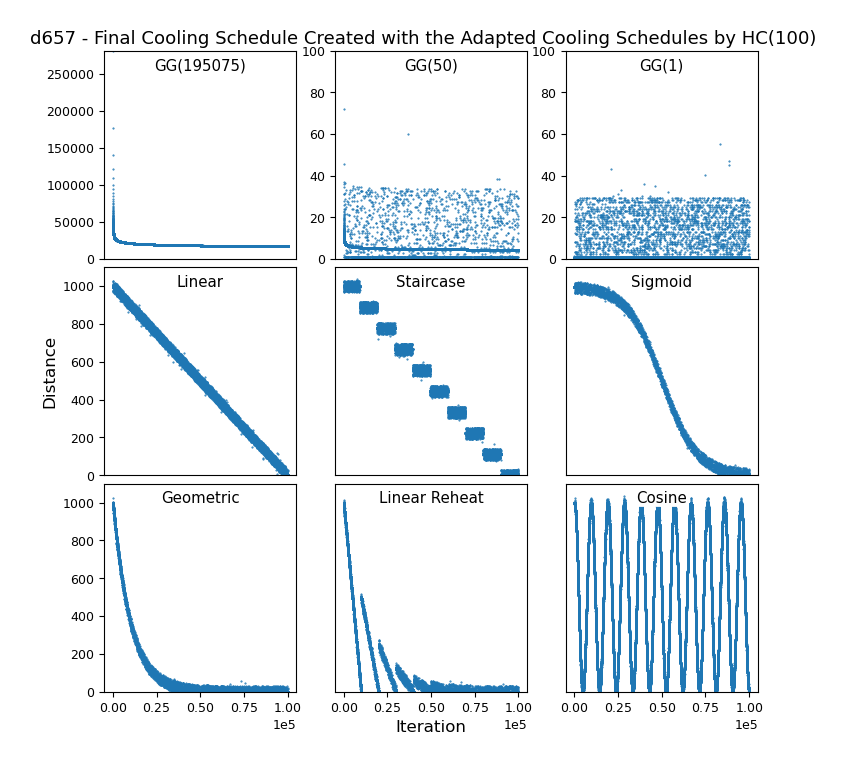 d657 - Final Cooling Schedule Created with the Adapted Cooling Schedules by HC(100)
GG(195075)
GG(50)
GG(1)
250000
200000
150000
100000
50000
0
100
80
60
40
20
0
100
80
60
40
20
0
Linear
Staircase
Sigmoid
Distance
1000
800
600
400
200
0
Geometric
Linear Reheat
Cosine
1000
800
600
400
200
0
0.00 0.25 0.50 0.75 1.00
1e5
0.00 0.25 0.50 0.75 1.00
1e5
0.00 0.25 0.50 0.75 1.00
1e5
Iteration